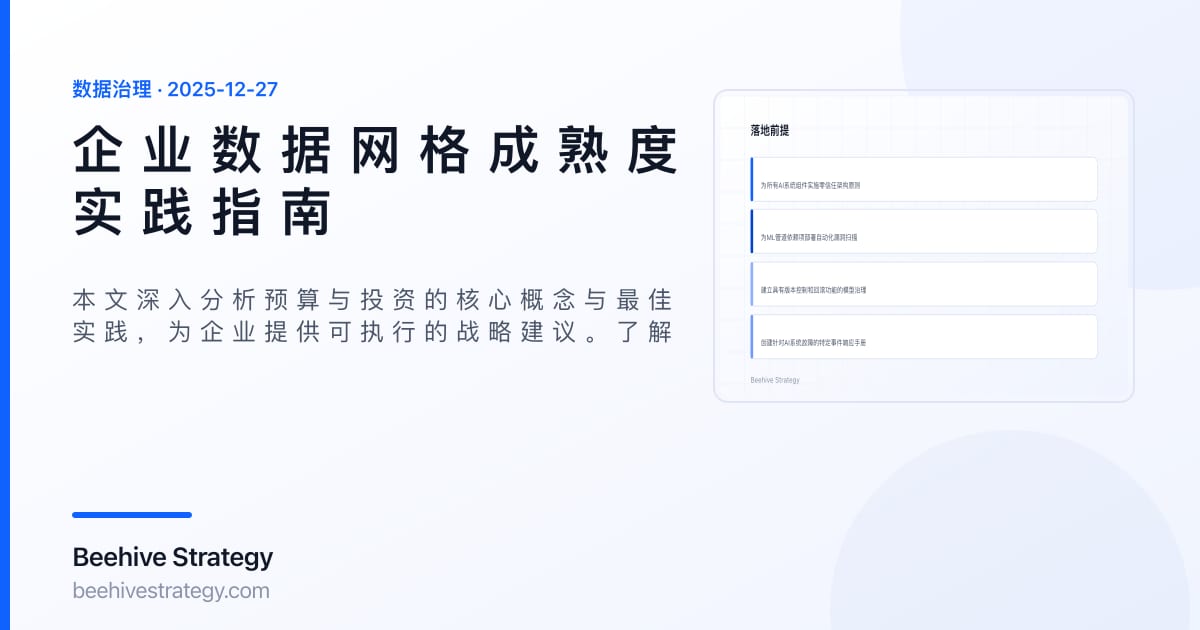 数据治理 · 2025-12-27
企业数据网格成熟度
实践指南
本文深入分析预算与投资的核心概念与最佳
实践，为企业提供可执行的战略建议。了解
落地前提
为所有AI系统组件实施零信任架构原则
为ML管道依赖项部署自动化漏洞扫描
建立具有版本控制和回滚功能的模型治理
创建针对AI系统故障的特定事件响应手册
Beehive Strategy
Beehive Strategy
beehivestrategy.com